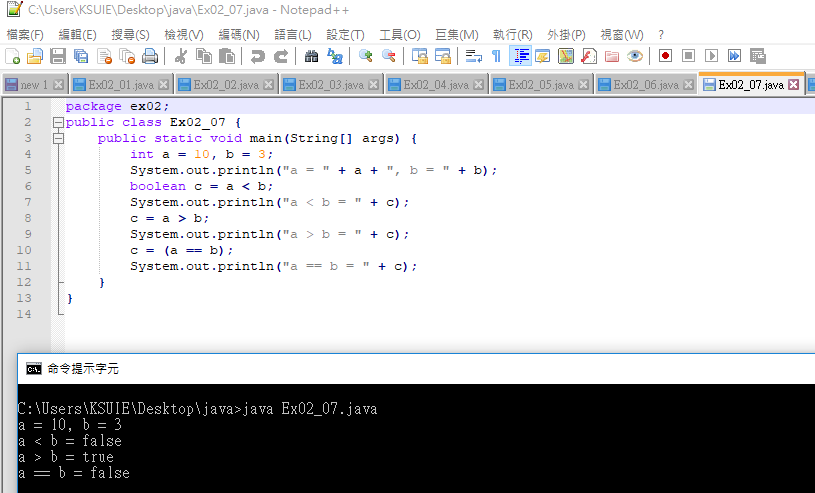 C:\Users\KSUIE\Desktop\java\Ex02_07.java - Notepad++
檔案(F) 編輯(E) 搜尋(S) 檢視(V) 編碼(N) 語言(L) 設定(T) 工具(O) 巨集(M) 執行(R) 外掛(P) 視窗(W) ?
new 1 Ex02_01.java Ex02_02.java Ex02_03.java Ex02_04.java Ex02_05.java Ex02_06.java Ex02_07.java
1 package ex02;
2 public class Ex02_07 {
3 public static void main(String[] args) {
4 int a = 10, b = 3;
5 System.out.println("a = " + a + ", b = " + b);
6 boolean c = a < b;
7 System.out.println("a < b = " + c);
8 c = a > b;
9 System.out.println("a > b = " + c);
10 c = (a == b);
11 System.out.println("a == b = " + c);
12 }
13 }
14
命令提示字元
C:\Users\KSUIE\Desktop\java>java Ex02_07.java
a = 10, b = 3
a < b = false
a > b = true
a == b = false